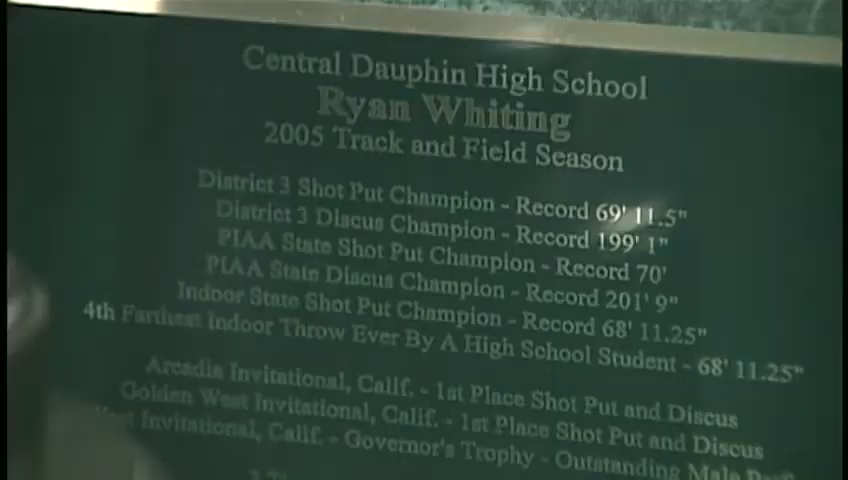 Central Dauphin High School
Ryan Whiting
2005 Track and Field Season
District 3 Shot Put Champion - Record 69' 11.5"
District 3 Discus Champion - Record 199' 1"
PIAA State Shot Put Champion - Record 70'
PIAA State Discus Champion - Record 201' 9"
Indoor State Shot Put Champion - Record 68' 11.25"
4th Farthest Indoor Throw Ever By A High School Student - 68' 11.25"
Arcadia Invitational, Calif. - 1st Place Shot Put and Discus
Golden West Invitational, Calif. - 1st Place Shot Put and Discus
Invitational, Calif. - Governor's Trophy - Outstanding Male